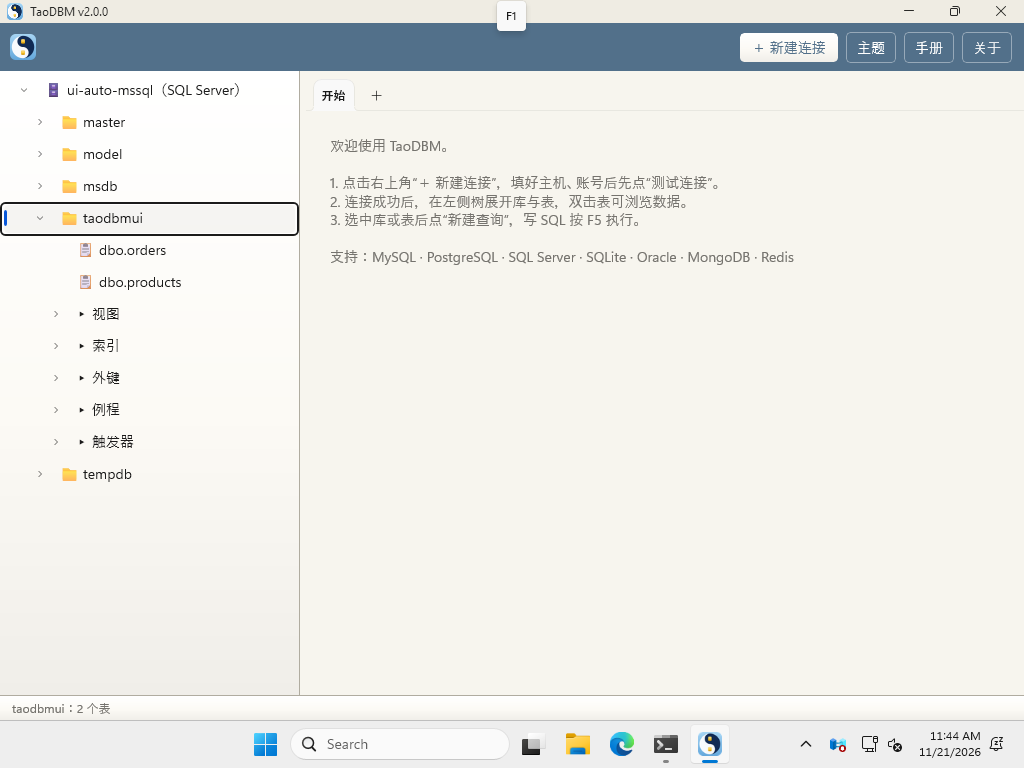 TaoDBM v2.0.0
F1
＋ 新建连接
主题
手册
关于
ui-auto-mssql（SQL Server）
master
model
msdb
taodbmui
dbo.orders
dbo.products
视图
索引
外键
例程
触发器
tempdb
开始
欢迎使用 TaoDBM。
1. 点击右上角“＋ 新建连接”，填好主机、账号后先点“测试连接”。
2. 连接成功后，在左侧树展开库与表，双击表可浏览数据。
3. 选中库或表后点“新建查询”，写 SQL 按 F5 执行。
支持：MySQL · PostgreSQL · SQL Server · SQLite · Oracle · MongoDB · Redis
taodbmui：2 个表
Search
11:44 AM
11/21/2026